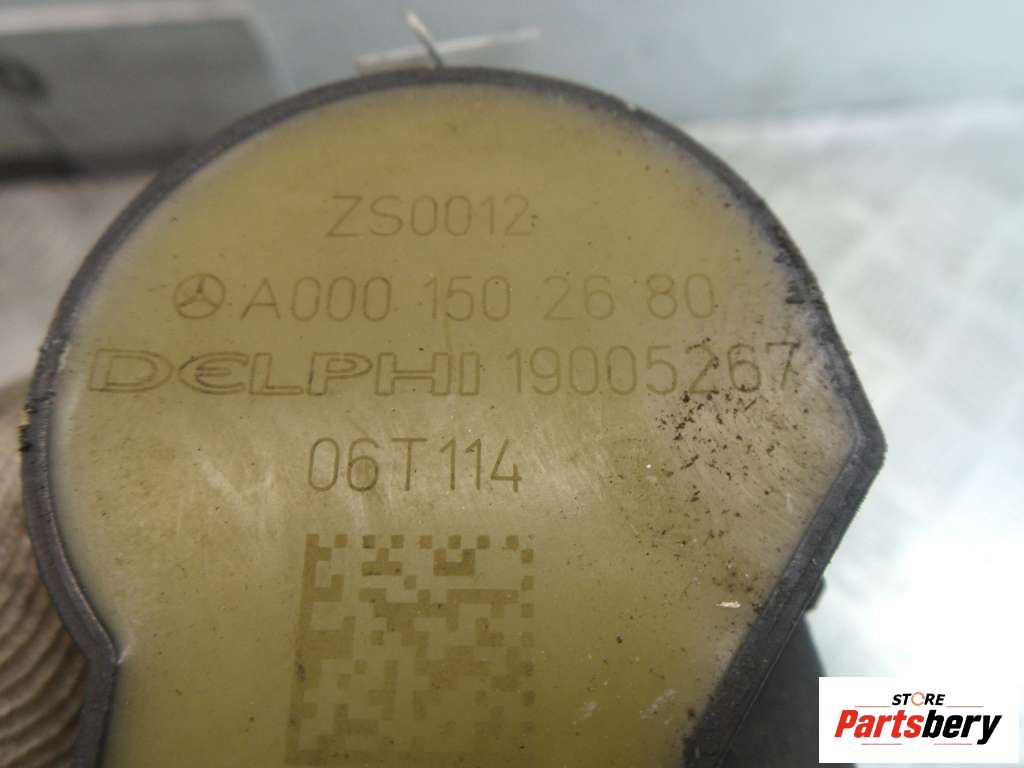 ZS0012
A000 150 26 80
DELPHI 19005267
06T114
STORE
Partsbery